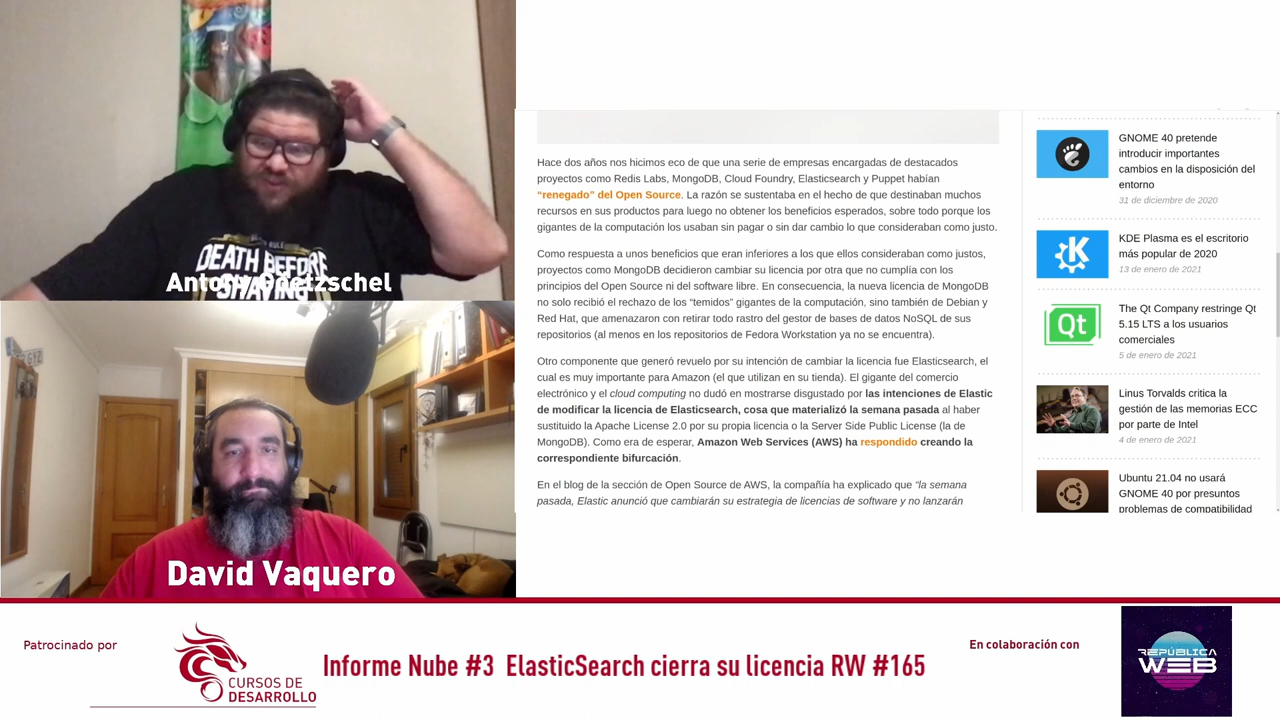 DEATH BEFORE
SHAVING
Antony Goetzschel
David Vaquero
Hace dos años nos hicimos eco de que una serie de empresas encargadas de destacados
proyectos como Redis Labs, MongoDB, Cloud Foundry, Elasticsearch y Puppet habían
“renegado” del Open Source. La razón se sustentaba en el hecho de que destinaban muchos
recursos en sus productos para luego no obtener los beneficios esperados, sobre todo porque los
gigantes de la computación los usaban sin pagar o sin dar cambio lo que consideraban como justo.
Como respuesta a unos beneficios que eran inferiores a los que ellos consideraban como justos,
proyectos como MongoDB decidieron cambiar su licencia por otra que no cumplía con los
principios del Open Source ni del software libre. En consecuencia, la nueva licencia de MongoDB
no solo recibió el rechazo de los “temidos” gigantes de la computación, sino también de Debian y
Red Hat, que amenazaron con retirar todo rastro del gestor de bases de datos NoSQL de sus
repositorios (al menos en los repositorios de Fedora Workstation ya no se encuentra).
Otro componente que generó revuelo por su intención de cambiar la licencia fue Elasticsearch, el
cual es muy importante para Amazon (el que utilizan en su tienda). El gigante del comercio
electrónico y el cloud computing no dudó en mostrarse disgustado por las intenciones de Elastic
de modificar la licencia de Elasticsearch, cosa que materializó la semana pasada al haber
sustituido la Apache License 2.0 por su propia licencia o la Server Side Public License (la de
MongoDB). Como era de esperar, Amazon Web Services (AWS) ha respondido creando la
correspondiente bifurcación.
En el blog de la sección de Open Source de AWS, la compañía ha explicado que "la semana
pasada, Elastic anunció que cambiarán su estrategia de licencias de software y no lanzarán
GNOME 40 pretende
introducir importantes
cambios en la disposición del
entorno
31 de diciembre de 2020
KDE Plasma es el escritorio
más popular de 2020
13 de enero de 2021
Qt
The Qt Company restringe Qt
5.15 LTS a los usuarios
comerciales
5 de enero de 2021
Linus Torvalds critica la
gestión de las memorias ECC
por parte de Intel
4 de enero de 2021
Ubuntu 21.04 no usará
GNOME 40 por presuntos
problemas de compatibilidad
Patrocinado por
CURSOS DE
DESARROLLO
Informe Nube #3 ElasticSearch cierra su licencia RW #165
En colaboración con
REPÚBLICA
WEB